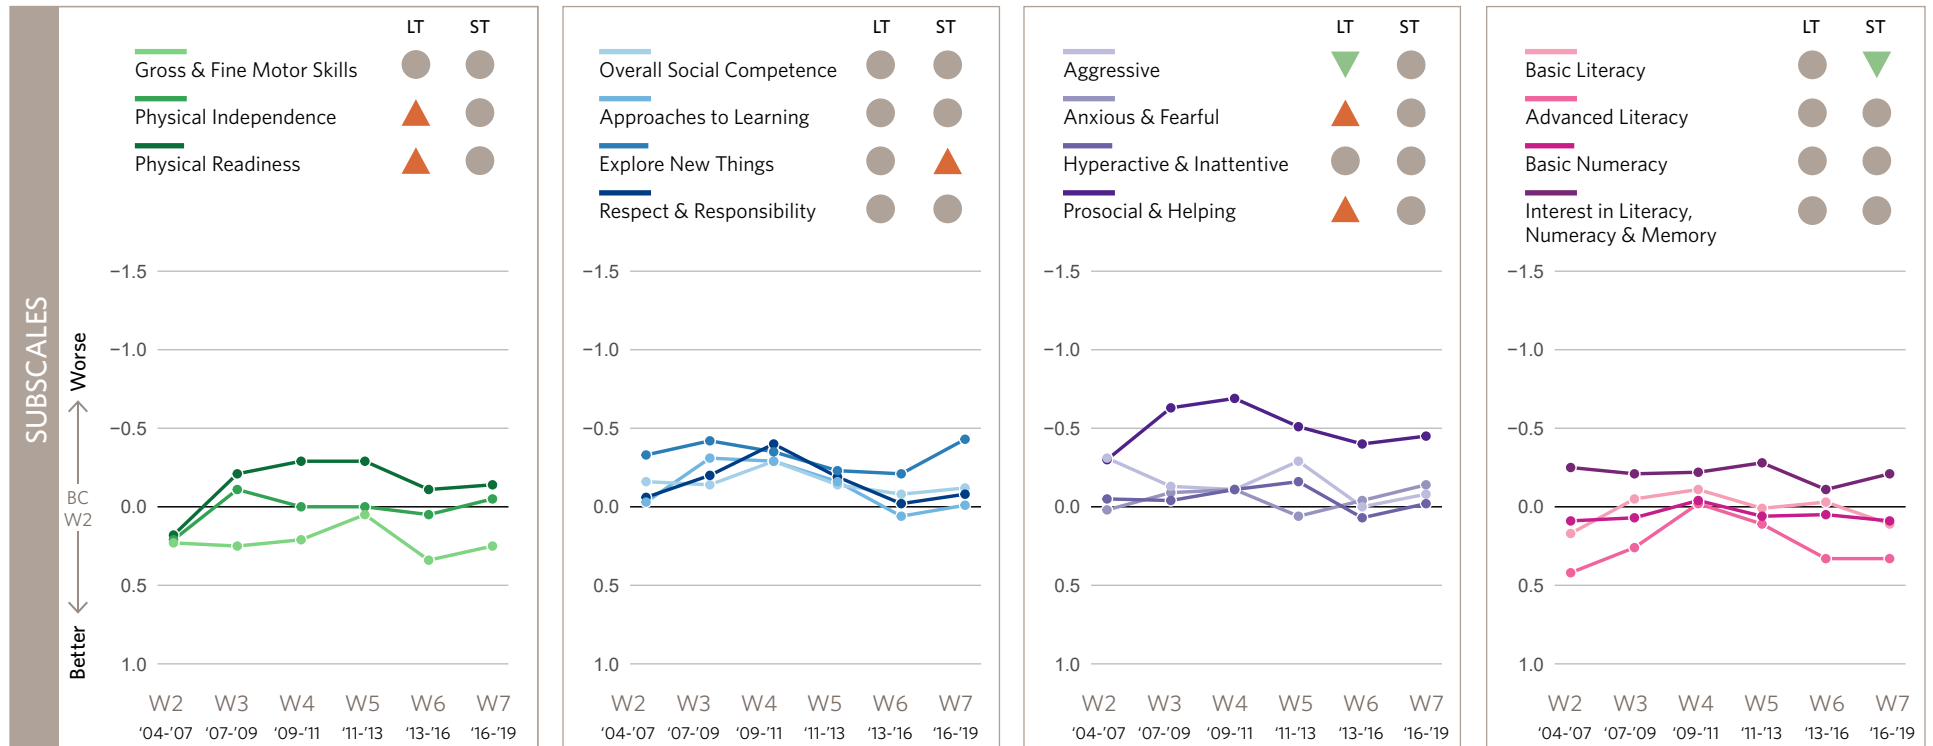 SUBSCALES
Worse
BC
W2
Better
LT ST
Gross & Fine Motor Skills
Physical Independence
Physical Readiness
−1.5
−1.0
−0.5
0.0
0.5
1.0
W2 W3 W4 W5 W6 W7
‘04-’07 ‘07-’09 ‘09-’11 ‘11-’13 ‘13-’16 ‘16-’19
LT ST
Overall Social Competence
Approaches to Learning
Explore New Things
Respect & Responsibility
−1.5
−1.0
−0.5
0.0
0.5
1.0
W2 W3 W4 W5 W6 W7
‘04-’07 ‘07-’09 ‘09-’11 ‘11-’13 ‘13-’16 ‘16-’19
LT ST
Aggressive
Anxious & Fearful
Hyperactive & Inattentive
Prosocial & Helping
−1.5
−1.0
−0.5
0.0
0.5
1.0
W2 W3 W4 W5 W6 W7
‘04-’07 ‘07-’09 ‘09-’11 ‘11-’13 ‘13-’16 ‘16-’19
LT ST
Basic Literacy
Advanced Literacy
Basic Numeracy
Interest in Literacy,
Numeracy & Memory
−1.5
−1.0
−0.5
0.0
0.5
1.0
W2 W3 W4 W5 W6 W7
‘04-’07 ‘07-’09 ‘09-’11 ‘11-’13 ‘13-’16 ‘16-’19